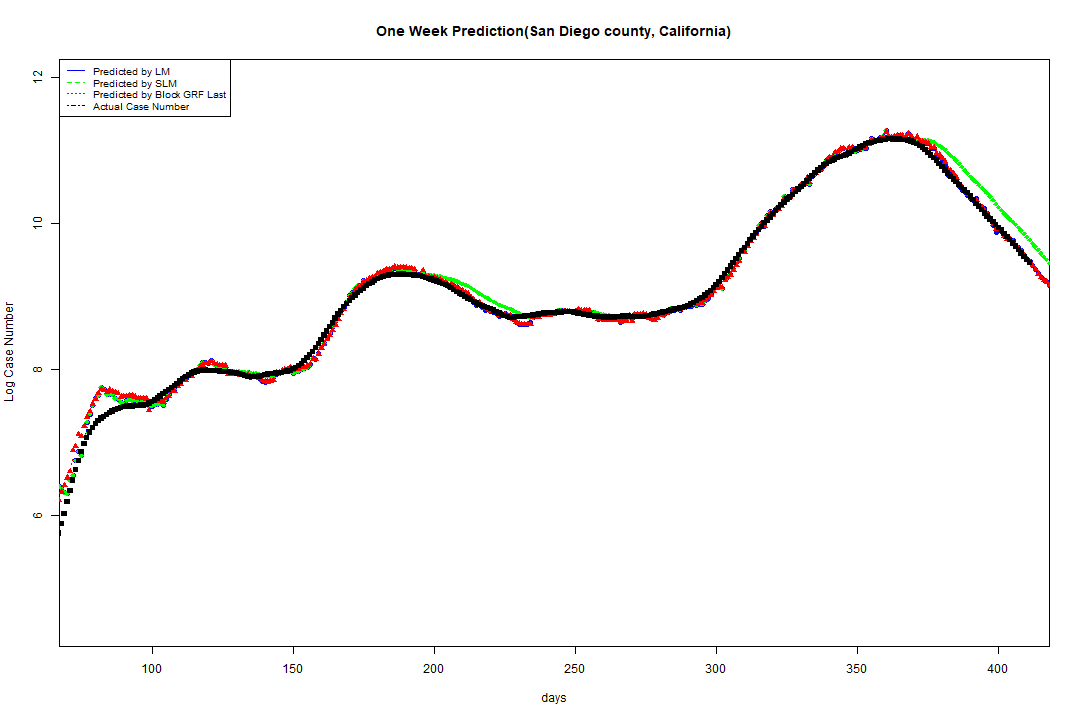 One Week Prediction(San Diego county, California)
Predicted by LM
Predicted by SLM
Predicted by Block GRF Last
Actual Case Number
12
10
8
6
Log Case Number
100 150 200 250 300 350 400
days